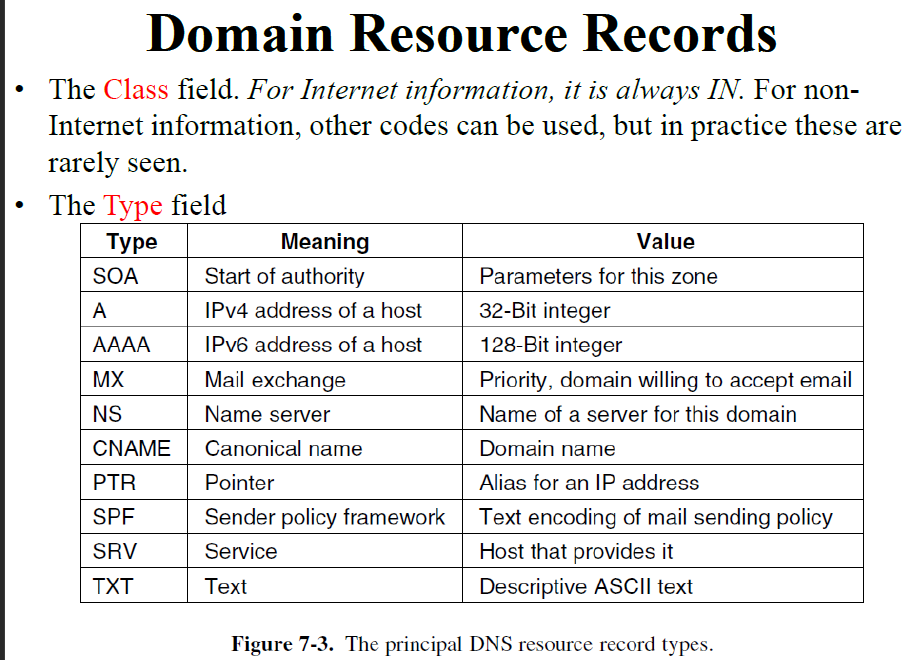 Domain Resource Records
• The Class field. For Internet information, it is always IN. For non-
Internet information, other codes can be used, but in practice these are
rarely seen.
• The Type field
Type Meaning Value
SOA Start of authority Parameters for this zone
A IPv4 address of a host 32-Bit integer
AAAA IPv6 address of a host 128-Bit integer
MX Mail exchange Priority, domain willing to accept email
NS Name server Name of a server for this domain
CNAME Canonical name Domain name
PTR Pointer Alias for an IP address
SPF Sender policy framework Text encoding of mail sending policy
SRV Service Host that provides it
TXT Text Descriptive ASCII text
Figure 7-3. The principal DNS resource record types.